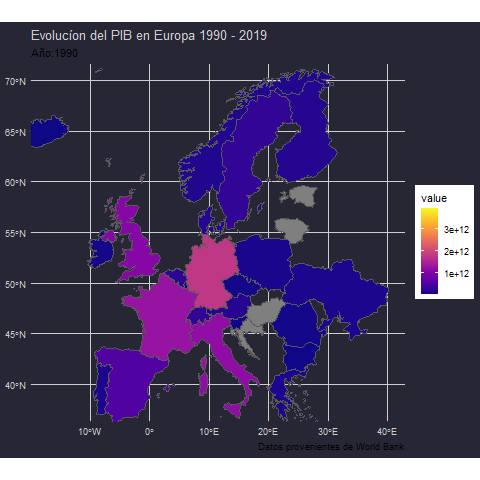 Evolucíon del PIB en Europa 1990 - 2019
Año:1990
70°N
65°N
60°N
55°N
50°N
45°N
40°N
10°W
0°
10°E
20°E
30°E
40°E
value
3e+12
2e+12
1e+12
Datos provenientes de World Bank